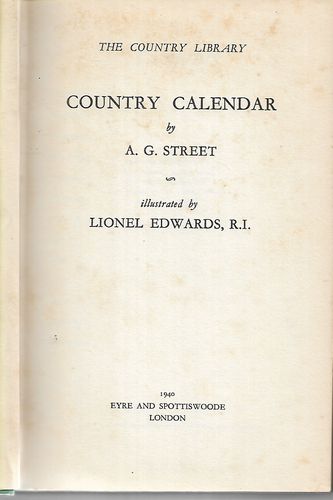 THE COUNTRY LIBRARY
COUNTRY CALENDAR
by
A. G. STREET
illustrated by
LIONEL EDWARDS, R.I.
1940
EYRE AND SPOTTISWOODE
LONDON